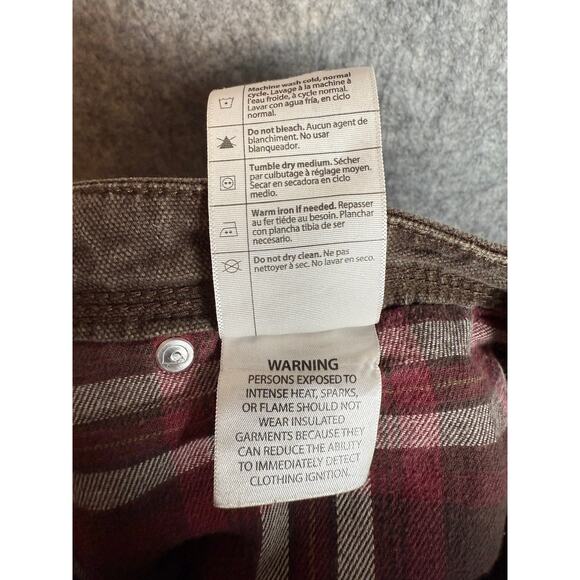 Machine wash cold, normal
cycle. Lavage à la machine à
l'eau froide, à cycle normal.
Lavar con agua fría, en ciclo
normal.
Do not bleach. Aucun agent de
blanchiment. No usar
blanqueador.
Tumble dry medium. Sécher
par culbutage à réglage moyen.
Secar en secadora en ciclo
medio.
Warm iron if needed. Repasser
au fer tiéde au besoin. Planchar
con plancha tibia de ser
necesario.
Do not dry clean. Ne pas
nettoyer à sec. No lavar en seco.
WARNING
PERSONS EXPOSED TO
INTENSE HEAT, SPARKS,
OR FLAME SHOULD NOT
WEAR INSULATED
GARMENTS BECAUSE THEY
CAN REDUCE THE ABILITY
TO IMMEDIATELY DETECT
CLOTHING IGNITION.